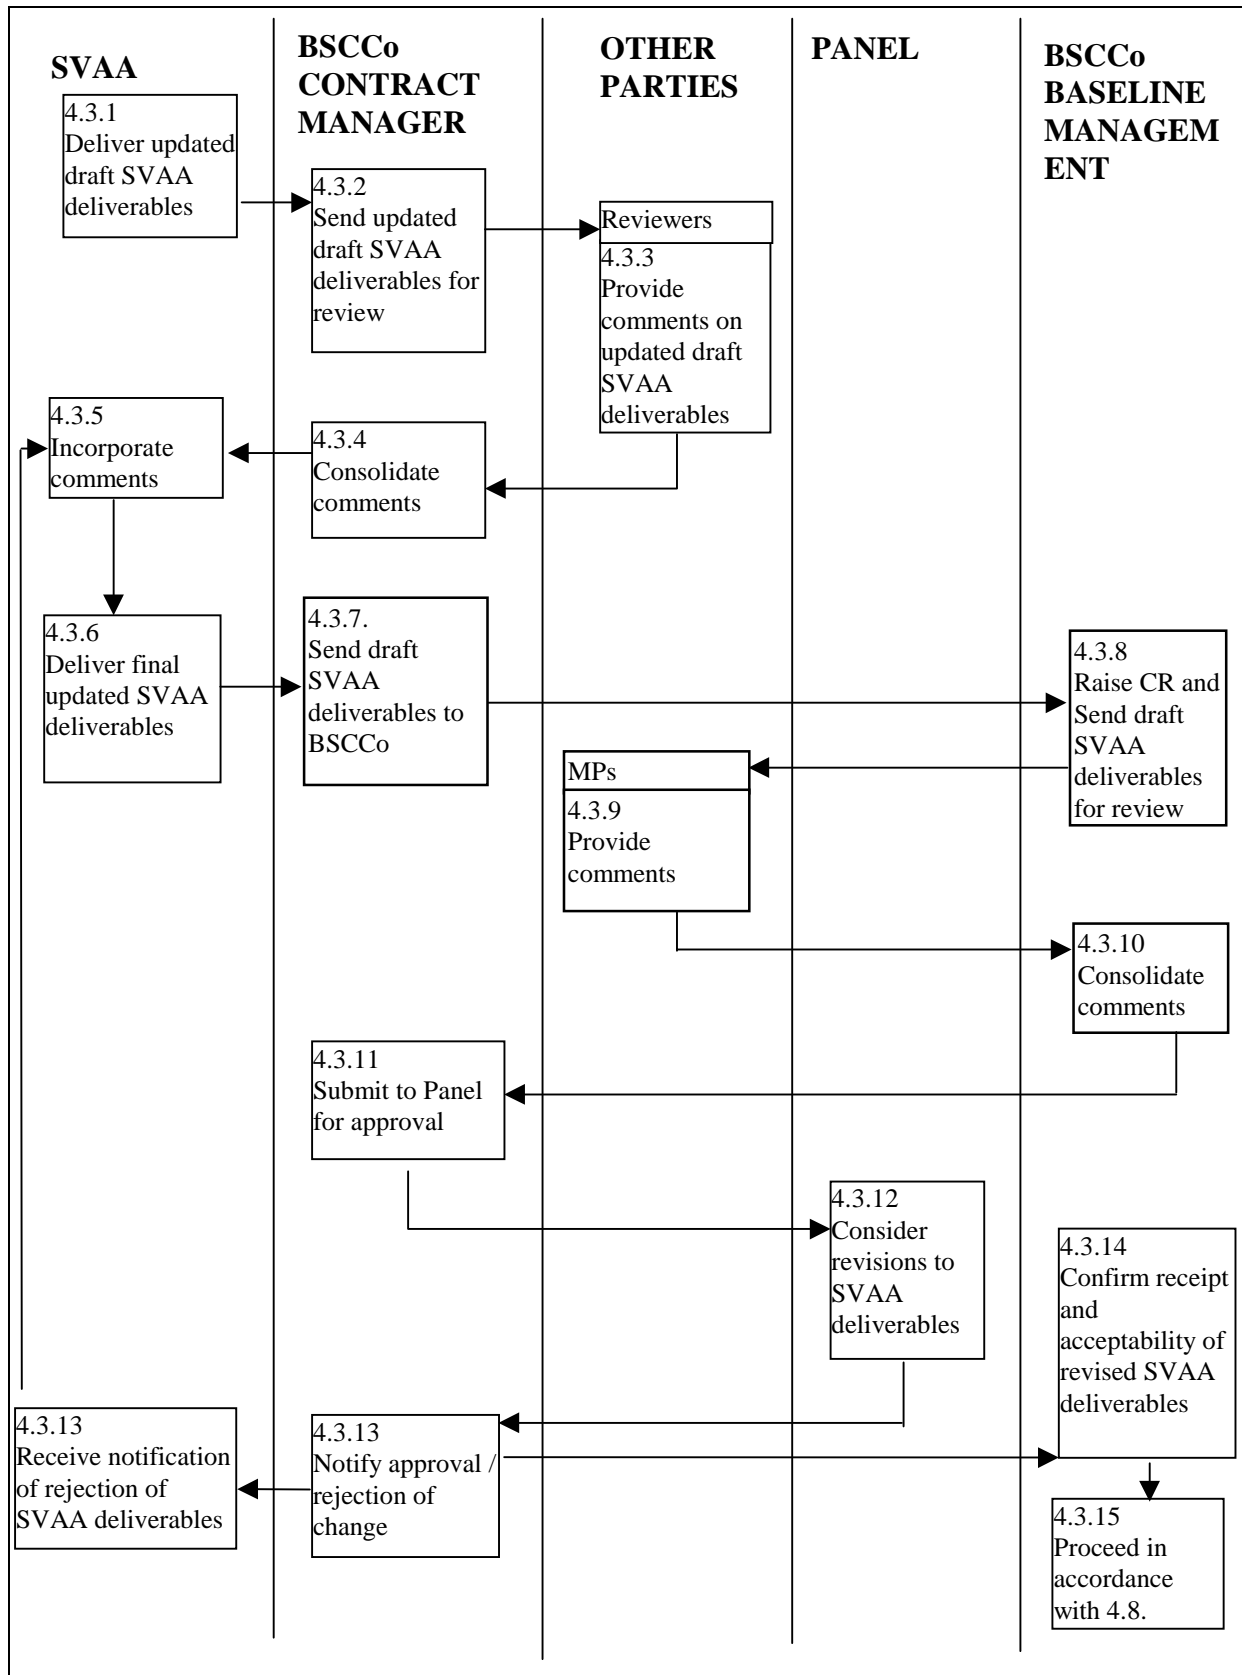 SVAA
BSCCo
CONTRACT
MANAGER
OTHER
PARTIES
PANEL
BSCCo
BASELINE
MANAGEM
ENT
4.3.1
Deliver updated
draft SVAA
deliverables
4.3.2
Send updated
draft SVAA
deliverables for
review
Reviewers
4.3.3
Provide
comments on
updated draft
SVAA
deliverables
4.3.5
Incorporate
comments
4.3.4
Consolidate
comments
4.3.6
Deliver final
updated SVAA
deliverables
4.3.7.
Send draft
SVAA
deliverables to
BSCCo
4.3.8
Raise CR and
Send draft
SVAA
deliverables
for review
MPs
4.3.9
Provide
comments
4.3.10
Consolidate
comments
4.3.11
Submit to Panel
for approval
4.3.12
Consider
revisions to
SVAA
deliverables
4.3.14
Confirm receipt
and
acceptability of
revised SVAA
deliverables
4.3.13
Receive notification
of rejection of
SVAA deliverables
4.3.13
Notify approval /
rejection of
change
4.3.15
Proceed in
accordance
with 4.8.